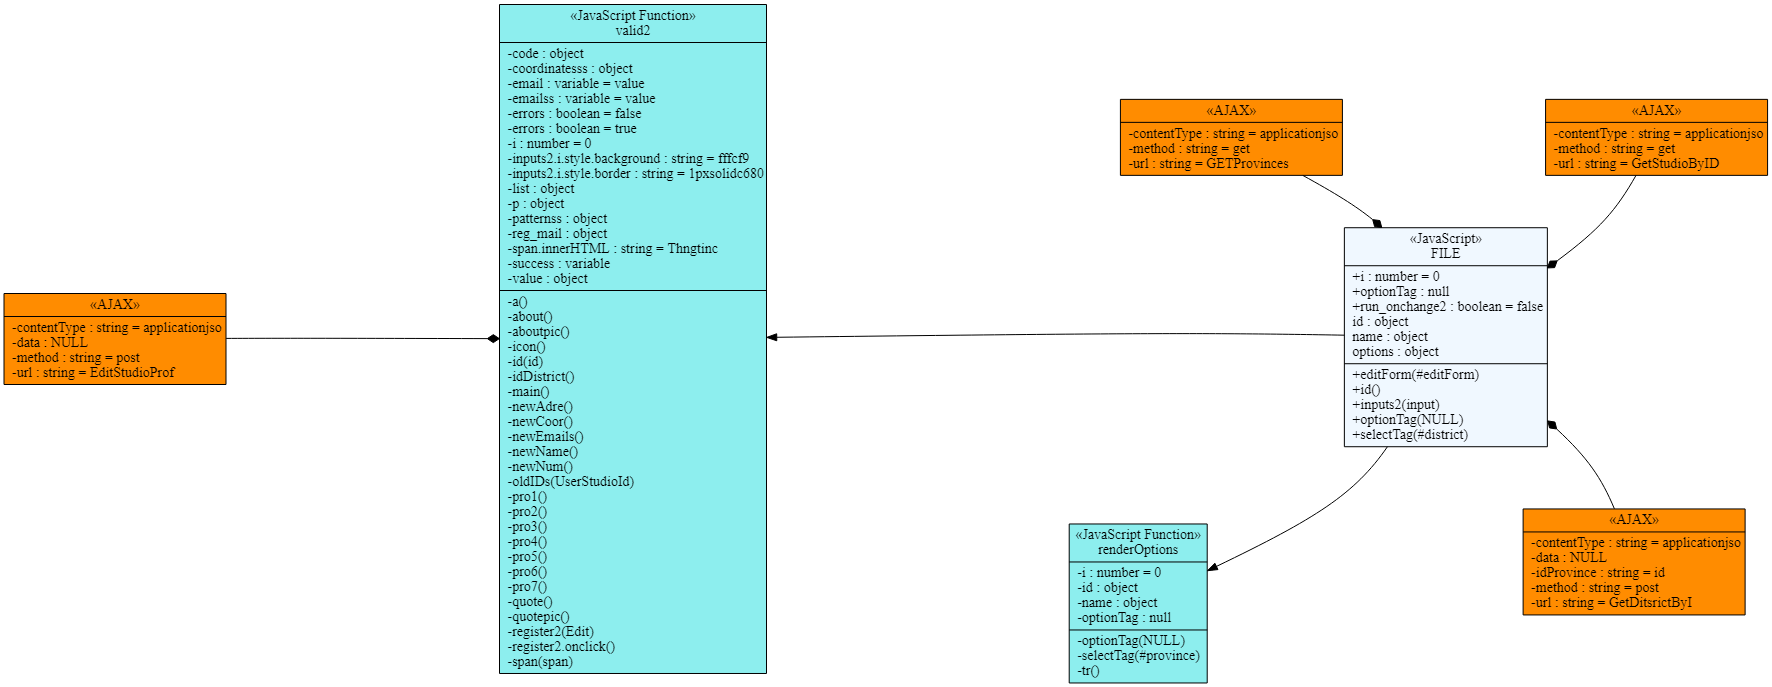 «JavaScript Function»
valid2
-code : object
-coordinatesss : object
-email : variable = value
-emailss : variable = value
-errors : boolean = false
-errors : boolean = true
-i : number = 0
-inputs2.i.style.background : string = fffcf9
-inputs2.i.style.border : string = 1pxsolidc680
-list : object
-p : object
-patternss : object
-reg_mail : object
-span.innerHTML : string = Thngtinc
-success : variable
-value : object
-a()
-about()
-aboutpic()
-icon()
-id(id)
-idDistrict()
-main()
-newAdre()
-newCoor()
-newEmails()
-newName()
-newNum()
-oldIDs(UserStudioId)
-pro1()
-pro2()
-pro3()
-pro4()
-pro5()
-pro6()
-pro7()
-quote()
-quotepic()
-register2(Edit)
-register2.onclick()
-span(span)
«AJAX»
-contentType : string = applicationjso
-data : NULL
-method : string = post
-url : string = EditStudioProf
«AJAX»
-contentType : string = applicationjso
-method : string = get
-url : string = GETProvinces
«AJAX»
-contentType : string = applicationjso
-method : string = get
-url : string = GetStudioByID
«JavaScript»
FILE
+i : number = 0
+optionTag : null
+run_onchange2 : boolean = false
id : object
name : object
options : object
+editForm(#editForm)
+id()
+inputs2(input)
+optionTag(NULL)
+selectTag(#district)
«JavaScript Function»
renderOptions
-i : number = 0
-id : object
-name : object
-optionTag : null
-optionTag(NULL)
-selectTag(#province)
-tr()
«AJAX»
-contentType : string = applicationjso
-data : NULL
-idProvince : string = id
-method : string = post
-url : string = GetDitsrictByI